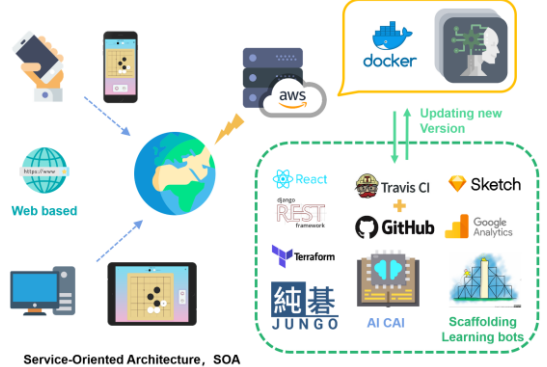 docker
aws
Updating new
Version
https://www
Web based
React
Travis CI
+
GitHub
Sketch
django
REST
framework
Google
Analytics
Terraform
純碁
JUNGO
AI CAI
Scaffolding
Learning bots
Service-Oriented Architecture, SOA